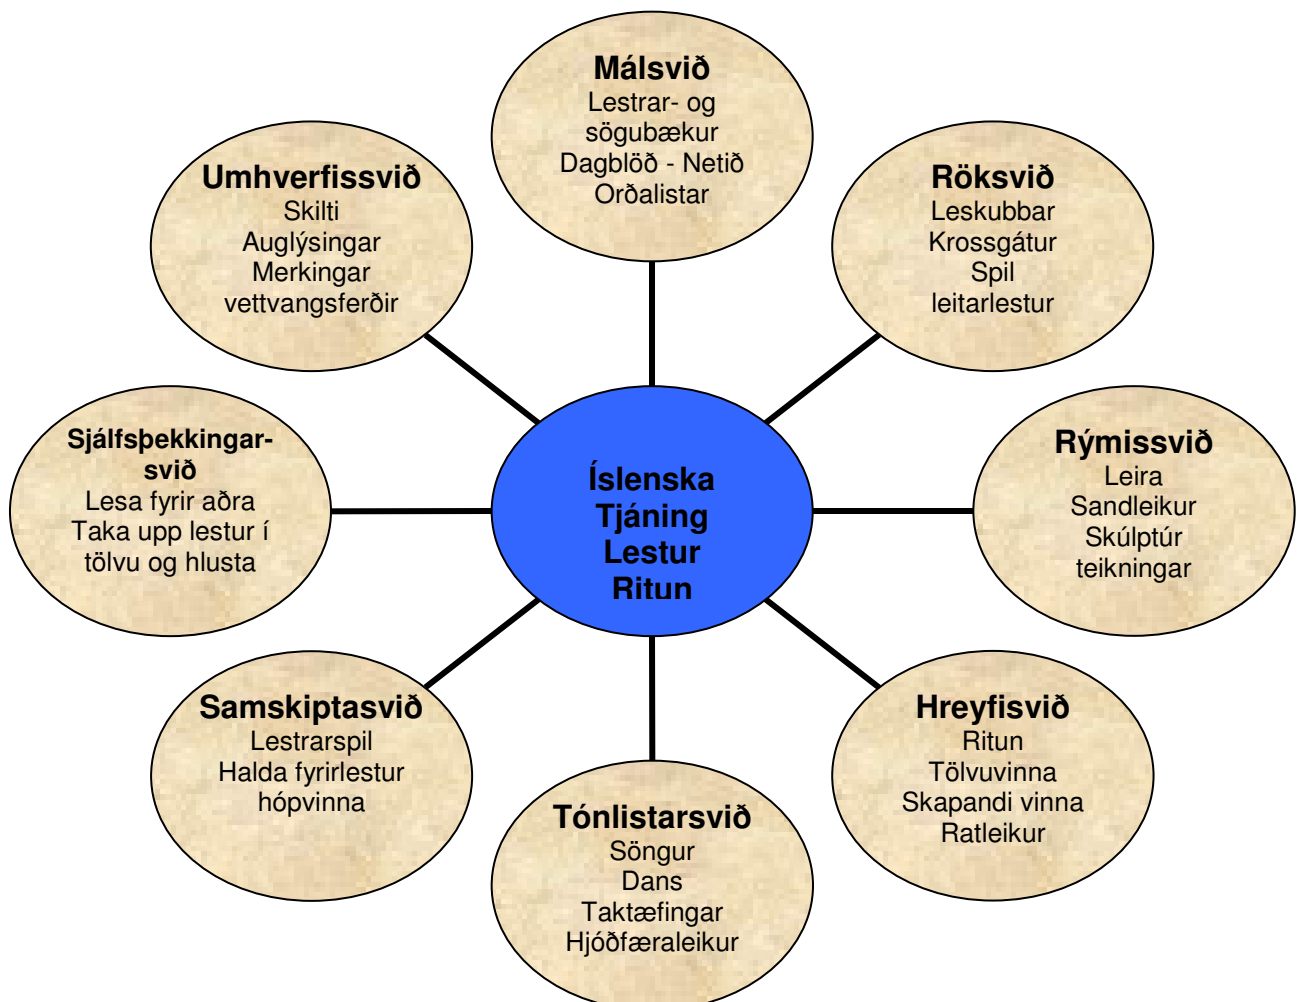 Málsvið
Lestrar- og
sögubækur
Dagblöð - Netið
Orðalistar
Umhverfissvið
Skilti
Auglýsingar
Merkingar
vettvangsferðir
Röksvið
Leskubbar
Krossgátur
Spil
leitarlestur
Sjálfsþekkingar-
svið
Lesa fyrir aðra
Taka upp lestur í
tölvu og hlusta
Íslenska
Tjáning
Lestur
Ritun
Rýmissvið
Leira
Sandleikur
Skúlptúr
teikningar
Samskiptasvið
Lestrarspil
Halda fyrirlestur
hópvinna
Hreyfisvið
Ritun
Tölvuvinna
Skapandi vinna
Ratleikur
Tónlistarsvið
Söngur
Dans
Taktæfingar
Hjóðfæraleikur